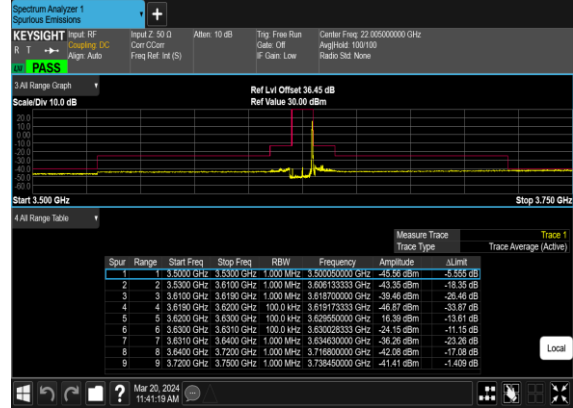 Spectrum Analyzer 1
Spurious Emissions
+
KEYSIGHT Input: RF Input Z: 50 Ω Atten: 10 dB Trig: Free Run Center Freq: 22.005000000 GHz
R T Coupling: DC Corr CCorr Gate: Off Avg|Hold: 100/100
Align: Auto Freq Ref: Int (S) IF Gain: Low Radio Std: None
PASS
3 All Range Graph
Ref Lvl Offset 36.45 dB
Scale/Div 10.0 dB Ref Value 30.00 dBm
20.0
10.0
0.00
-10.0
-20.0
-30.0
-40.0
-50.0
-60.0
Start 3.500 GHz Stop 3.750 GHz
4 All Range Table
Measure Trace Trace 1
Trace Type Trace Average (Active)
Spur Range Start Freq Stop Freq RBW Frequency Amplitude ΔLimit
1 1 3.5000 GHz 3.5300 GHz 1.000 MHz 3.500050000 GHz -45.56 dBm -5.555 dB
2 2 3.5300 GHz 3.6100 GHz 1.000 MHz 3.606133333 GHz -43.35 dBm -18.35 dB
3 3 3.6100 GHz 3.6190 GHz 1.000 MHz 3.618700000 GHz -39.46 dBm -26.46 dB
4 4 3.6190 GHz 3.6200 GHz 100.0 kHz 3.619173333 GHz -46.87 dBm -33.87 dB
5 5 3.6200 GHz 3.6300 GHz 100.0 kHz 3.629550000 GHz 16.39 dBm -13.61 dB
6 6 3.6300 GHz 3.6310 GHz 100.0 kHz 3.630028333 GHz -24.15 dBm -11.15 dB
7 7 3.6310 GHz 3.6400 GHz 1.000 MHz 3.634630000 GHz -36.26 dBm -23.26 dB
8 8 3.6400 GHz 3.7200 GHz 1.000 MHz 3.716800000 GHz -42.08 dBm -17.08 dB
9 9 3.7200 GHz 3.7500 GHz 1.000 MHz 3.738450000 GHz -41.41 dBm -1.409 dB
Local
?
Mar 20, 2024
11:41:19 AM